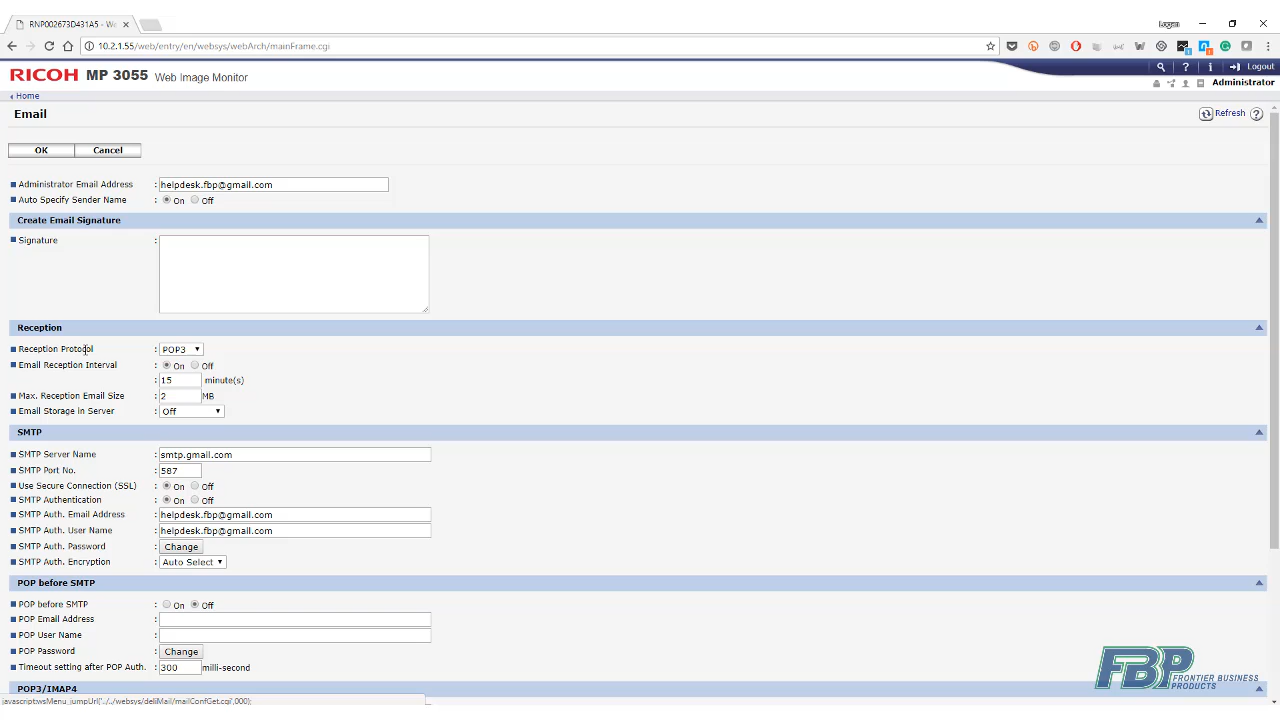 RNP002673D431A5 - We
Logan
10.2.1.55/web/entry/en/websys/webArch/mainFrame.cgi
RICOH MP 3055 Web Image Monitor
Logout
Home
Administrator
Email
Refresh
OK Cancel
Administrator Email Address : helpdesk.fbp@gmail.com
Auto Specify Sender Name : On Off
Create Email Signature
Signature :
Reception
Reception Protocol : POP3
Email Reception Interval : On Off
: 15 minute(s)
Max. Reception Email Size : 2 MB
Email Storage in Server : Off
SMTP
SMTP Server Name : smtp.gmail.com
SMTP Port No. : 587
Use Secure Connection (SSL) : On Off
SMTP Authentication : On Off
SMTP Auth. Email Address : helpdesk.fbp@gmail.com
SMTP Auth. User Name : helpdesk.fbp@gmail.com
SMTP Auth. Password : Change
SMTP Auth. Encryption : Auto Select
POP before SMTP
POP before SMTP : On Off
POP Email Address :
POP User Name :
POP Password : Change
Timeout setting after POP Auth. : 300 milli-second
POP3/IMAP4
FBP FRONTIER BUSINESS PRODUCTS
javascript:wsMenu_jumpUrl('../../websys/deliMail/mailConfGet.cgi',000);